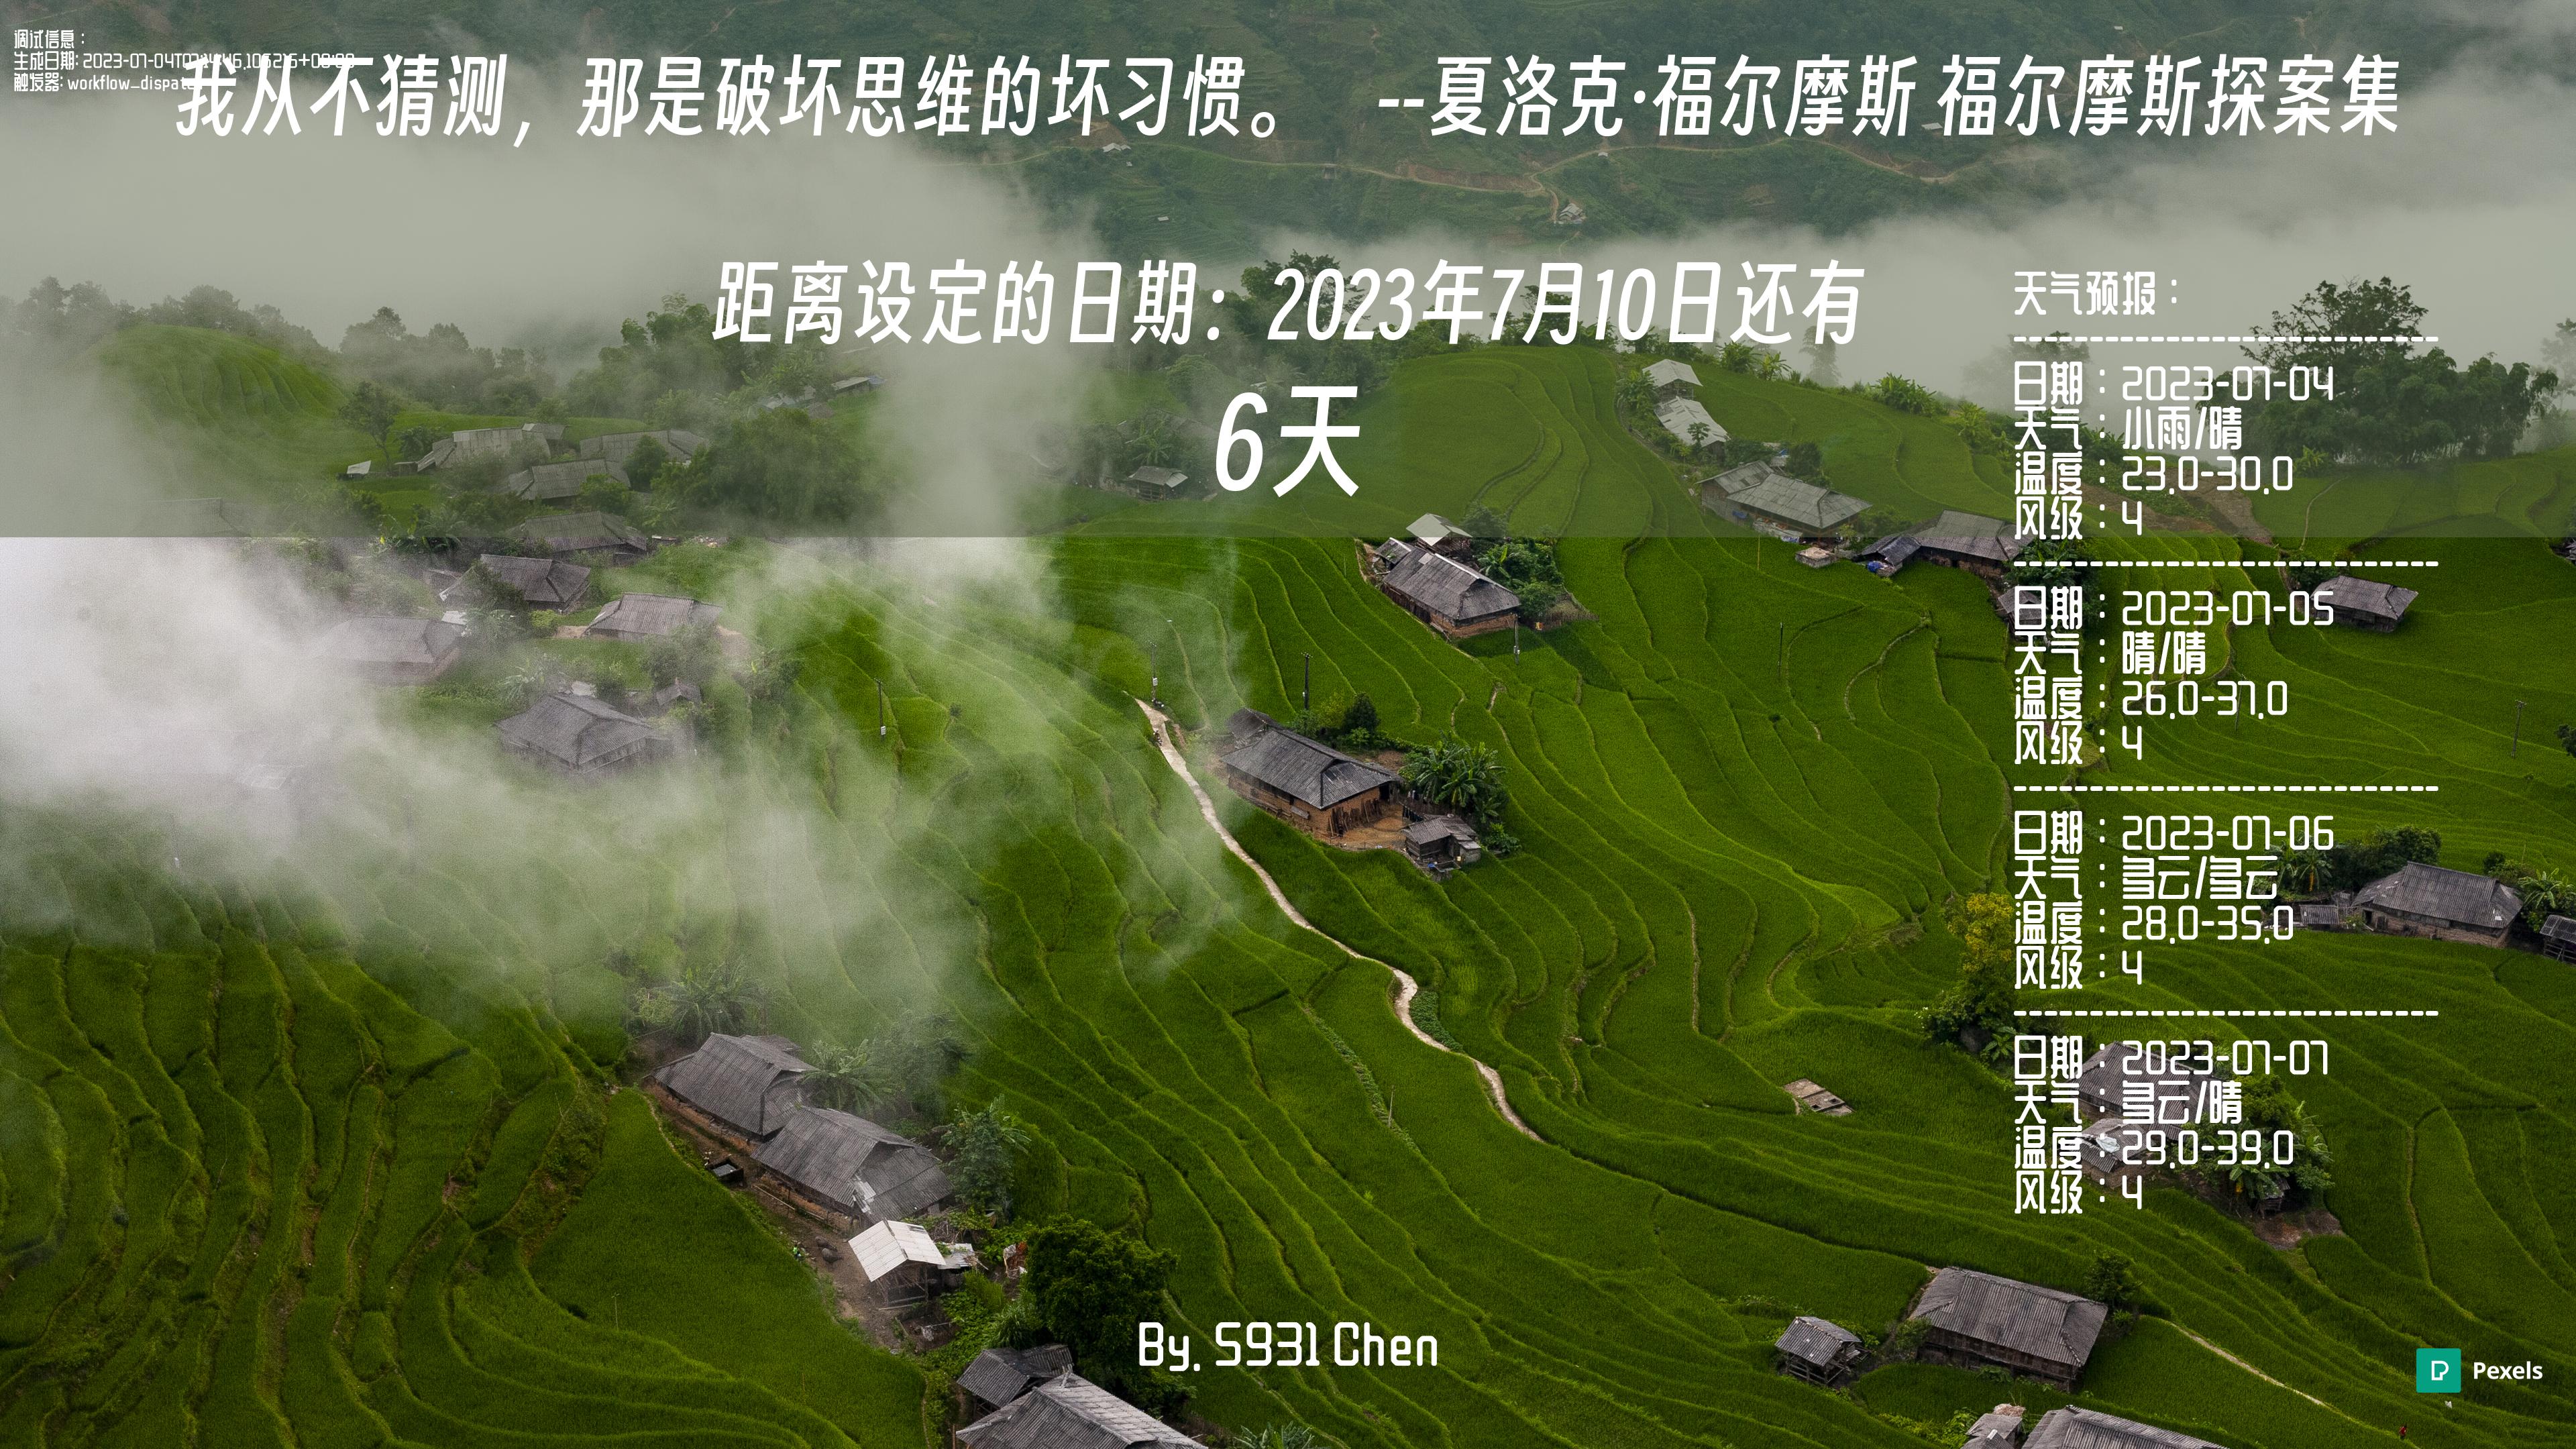 调试信息：
生成日期: 2023-07-04T
触发器: workflow_dispatc
我从不猜测，那是破坏思维的坏习惯。 --夏洛克·福尔摩斯 福尔摩斯探案集
距离设定的日期：2023年7月10日还有
6天
天气预报：
----------------------------
日期：2023-07-04
天气：小雨/晴
温度：23.0-30.0
风级：4
----------------------------
日期：2023-07-05
天气：晴/晴
温度：26.0-37.0
风级：4
----------------------------
日期：2023-07-06
天气：多云/多云
温度：28.0-35.0
风级：4
----------------------------
日期：2023-07-07
天气：多云/晴
温度：29.0-39.0
风级：4
By. S931 Chen
Pexels